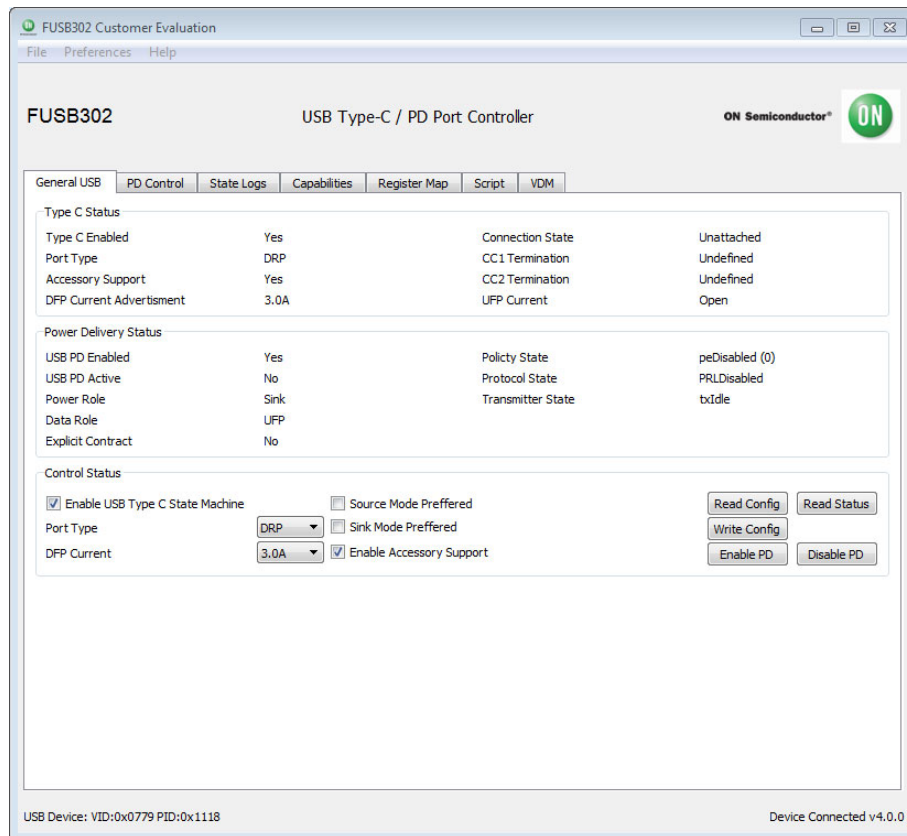 FUSB302 Customer Evaluation
File Preferences Help
FUSB302
USB Type-C / PD Port Controller
ON Semiconductor®
ON
General USB PD Control State Logs Capabilities Register Map Script VDM
Type C Status
Type C Enabled Yes Connection State Unattached
Port Type DRP CC1 Termination Undefined
Accessory Support Yes CC2 Termination Undefined
DFP Current Advertisment 3.0A UFP Current Open
Power Delivery Status
USB PD Enabled Yes Policty State peDisabled (0)
USB PD Active No Protocol State PRLDisabled
Power Role Sink Transmitter State txIdle
Data Role UFP
Explicit Contract No
Control Status
Enable USB Type C State Machine Source Mode Preffered Read Config Read Status
Port Type DRP Sink Mode Preffered Write Config
DFP Current 3.0A Enable Accessory Support Enable PD Disable PD
USB Device: VID:0x0779 PID:0x1118 Device Connected v4.0.0